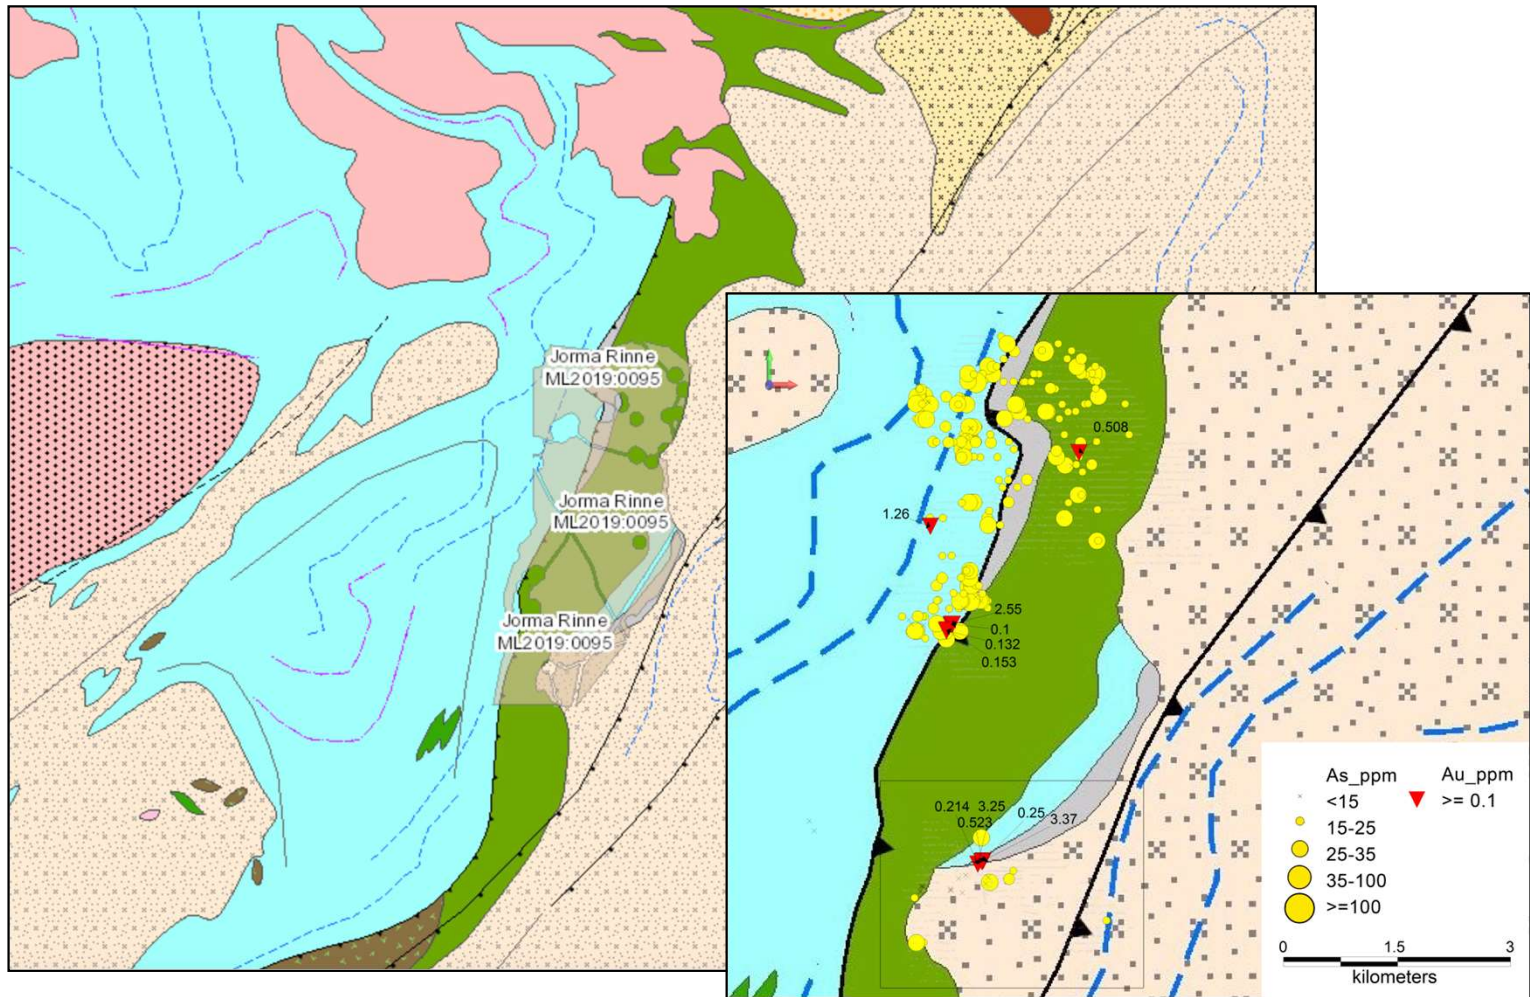 Jorma Rinne
ML2019:0095
Jorma Rinne
ML2019:0095
Jorma Rinne
ML2019:0095
0.508
1.26
2.55
0.1
0.132
0.153
0.214 3.25 0.25
0.523 3.37
As_ppm Au_ppm
<15 >= 0.1
15-25
25-35
35-100
>=100
0 1.5 3
kilometers